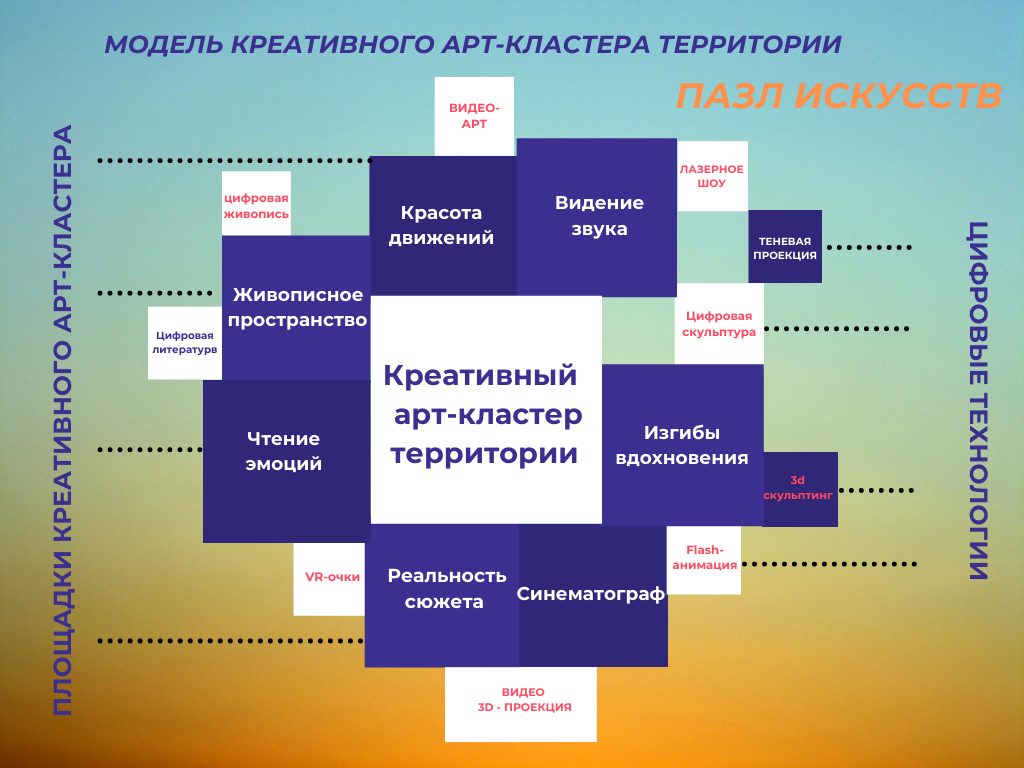 МОДЕЛЬ КРЕАТИВНОГО АРТ-КЛАСТЕРА ТЕРРИТОРИИ
ПАЗЛ ИСКУССТВ
ПЛОЩАДКИ КРЕАТИВНОГО АРТ-КЛАСТЕРА
ВИДЕО-
АРТ
Красота
движений
Видение
звука
ЛАЗЕРНОЕ
ШОУ
ТЕНЕВАЯ
ПРОЕКЦИЯ
цифровая
живопись
Живописное
пространство
Цифровая
скульптура
Цифровая
литературв
Креативный
арт-кластер
территории
Чтение
эмоций
Изгибы
вдохновения
3d
скульптинг
VR-очки
Реальность
сюжета
Синематограф
Flash-
анимация
ВИДЕО
3D - ПРОЕКЦИЯ
ЦИФРОВЫЕ ТЕХНОЛОГИИ